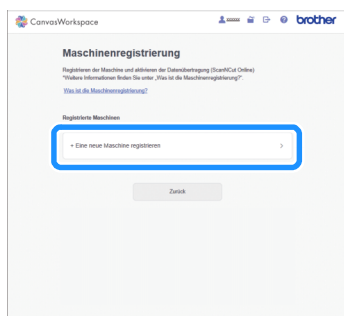 CanvasWorkspace
xxxxxx
brother
Maschinenregistrierung
Registrieren der Maschine und aktivieren der Datenübertragung (ScanNCut Online)
"Weitere Informationen finden Sie unter „Was ist die Maschinenregistrierung?".
Was ist die Maschinenregistrierung?
Registrierte Maschinen
+ Eine neue Maschine registrieren
Zurück